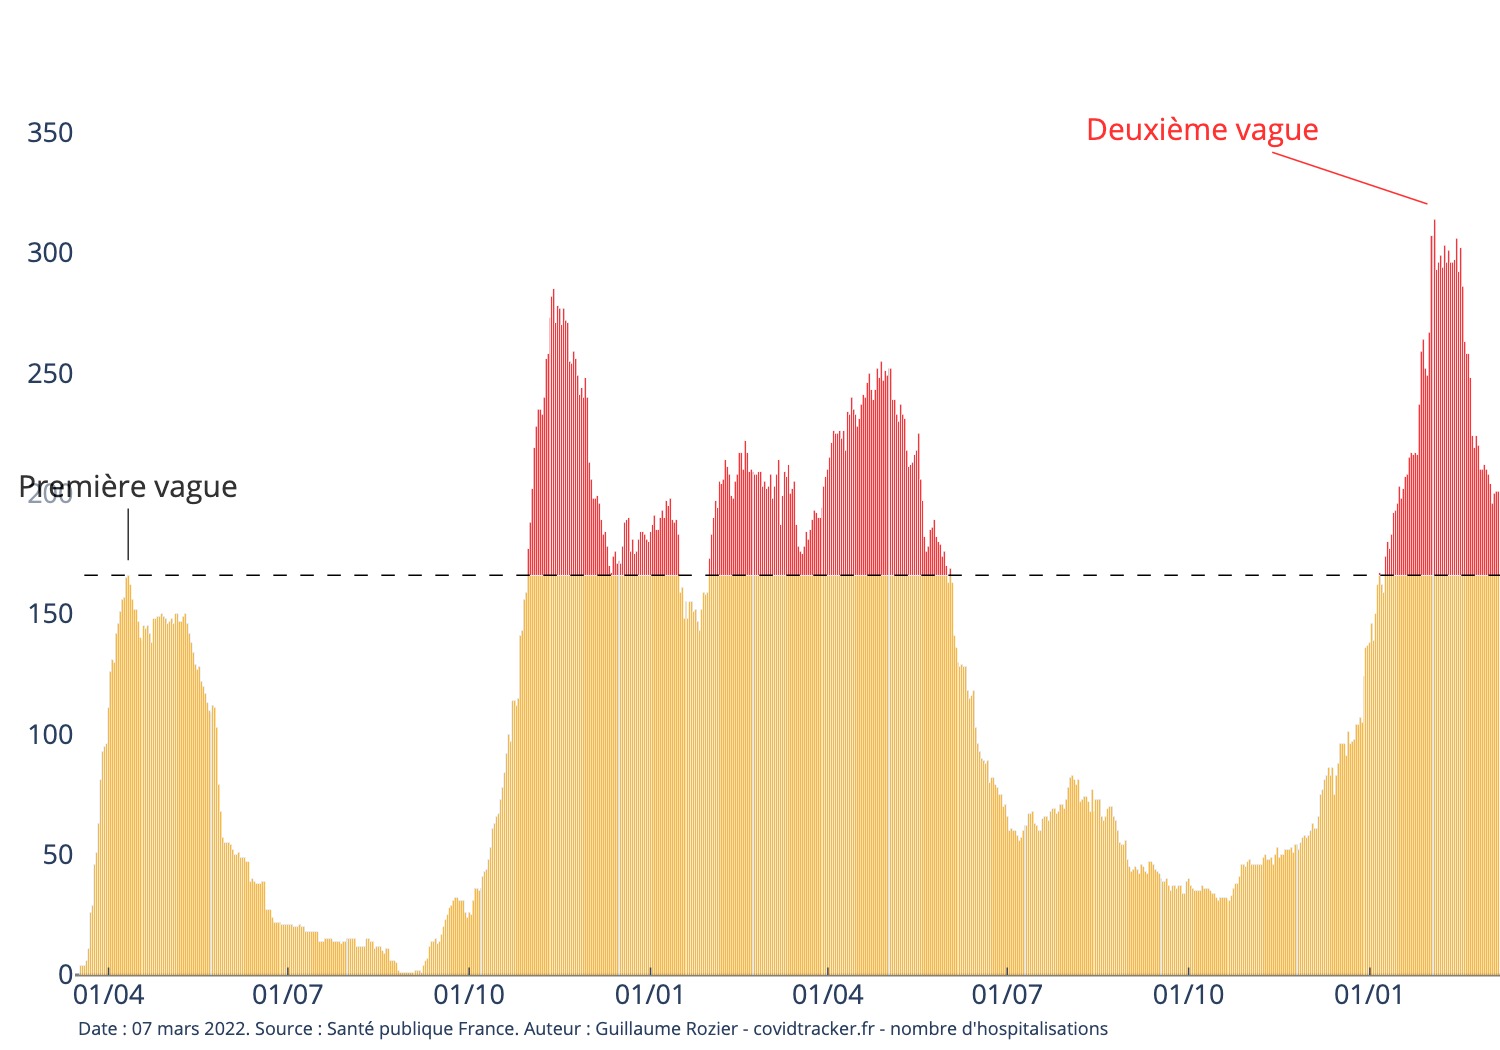 350
Deuxième vague
300
250
Première vague
200
150
100
50
0
01/04 01/07 01/10 01/01 01/04 01/07 01/10 01/01
Date : 07 mars 2022. Source : Santé publique France. Auteur : Guillaume Rozier - covidtracker.fr - nombre d'hospitalisations